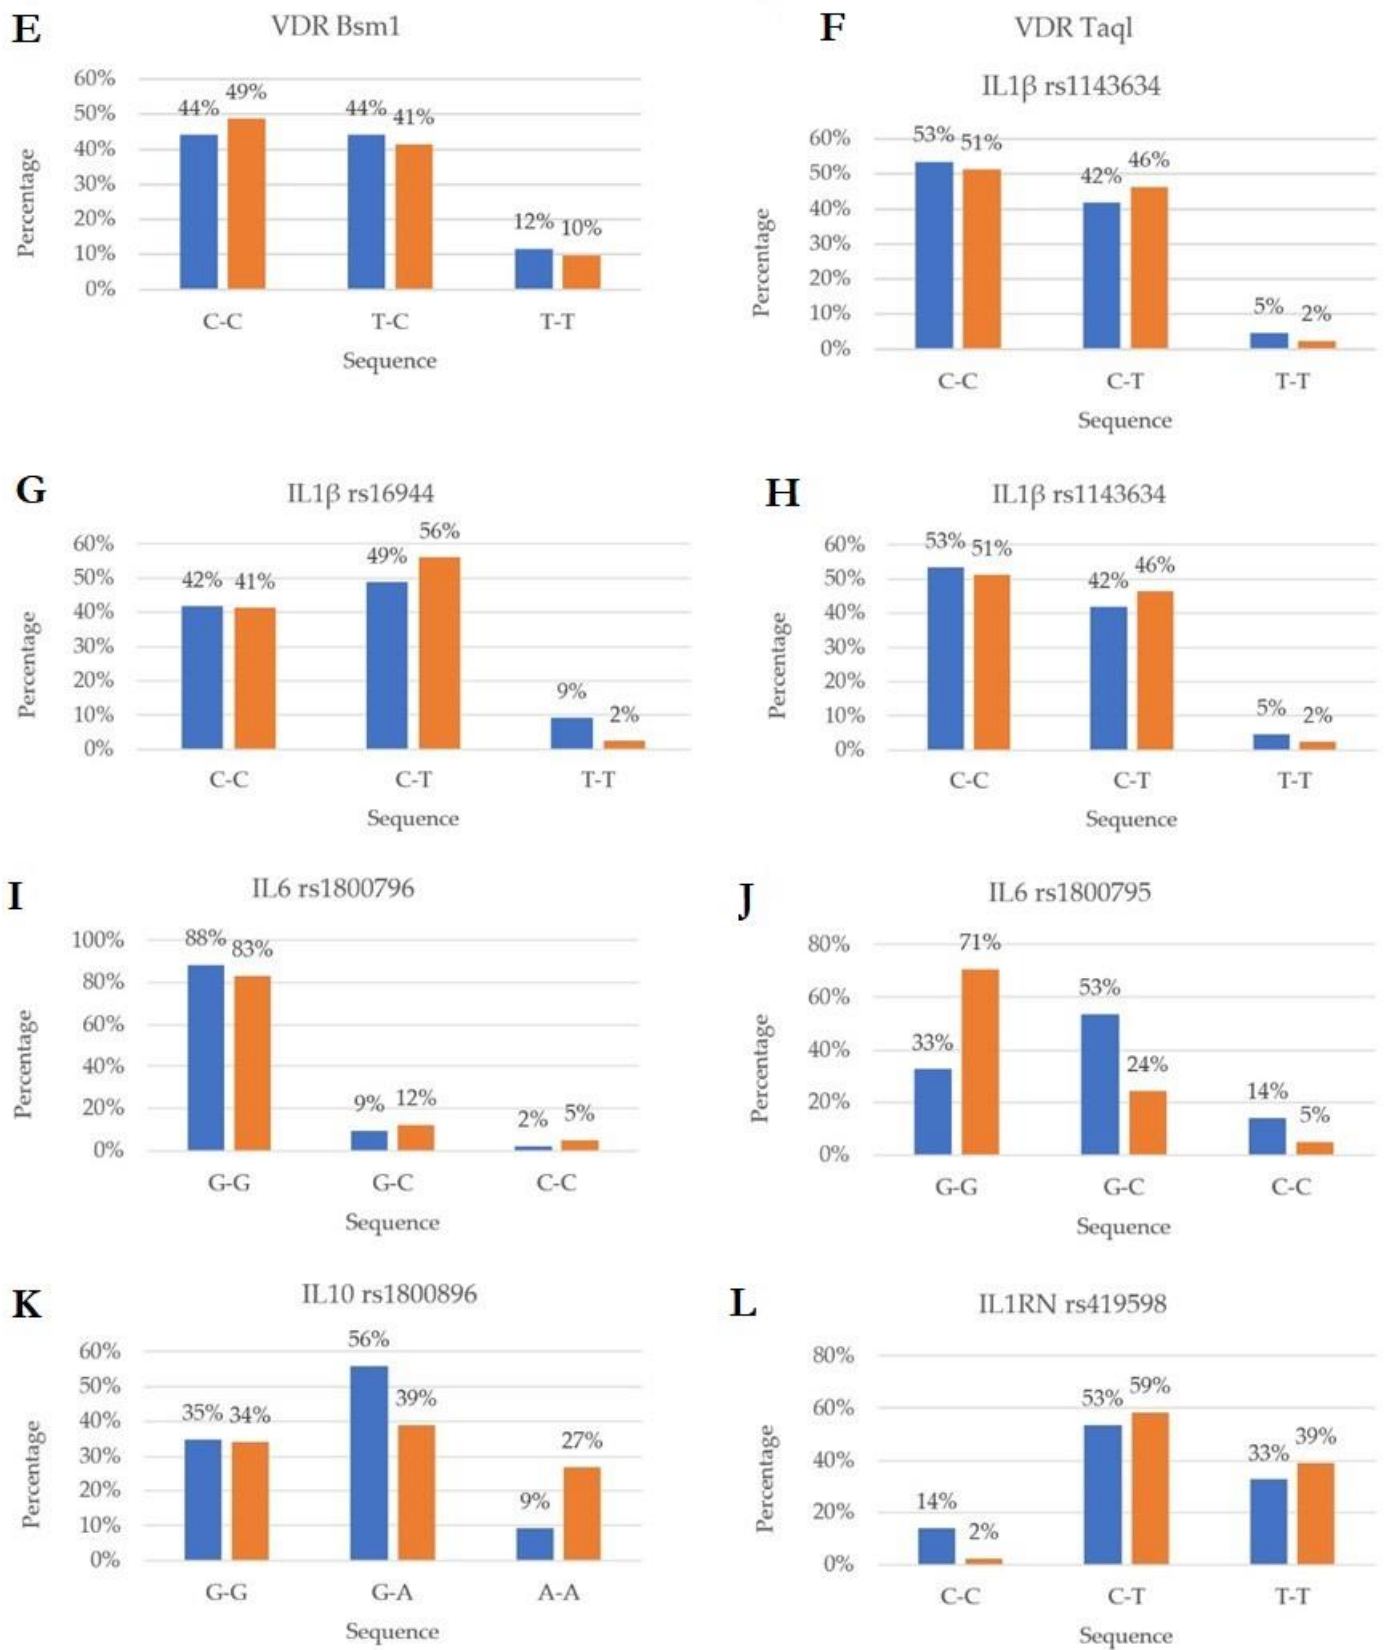 E
VDR Bsm1
60%
50%
40%
30%
20%
10%
0%
Percentage
44%
49%
44%
41%
12%
10%
C-C
T-C
T-T
Sequence
F
VDR Taql
IL1β rs1143634
60%
50%
40%
30%
20%
10%
0%
Percentage
53%
51%
42%
46%
5%
2%
C-C
C-T
T-T
Sequence
G
IL1β rs16944
60%
50%
40%
30%
20%
10%
0%
Percentage
42%
41%
49%
56%
9%
2%
C-C
C-T
T-T
Sequence
H
IL1β rs1143634
60%
50%
40%
30%
20%
10%
0%
Percentage
53%
51%
42%
46%
5%
2%
C-C
C-T
T-T
Sequence
I
IL6 rs1800796
100%
80%
60%
40%
20%
0%
Percentage
88%
83%
9%
12%
2%
5%
G-G
G-C
C-C
Sequence
J
IL6 rs1800795
80%
60%
40%
20%
0%
Percentage
33%
71%
53%
24%
14%
5%
G-G
G-C
C-C
Sequence
K
IL10 rs1800896
60%
50%
40%
30%
20%
10%
0%
Percentage
35%
34%
56%
39%
9%
27%
G-G
G-A
A-A
Sequence
L
IL1RN rs419598
80%
60%
40%
20%
0%
Percentage
14%
2%
53%
59%
33%
39%
C-C
C-T
T-T
Sequence